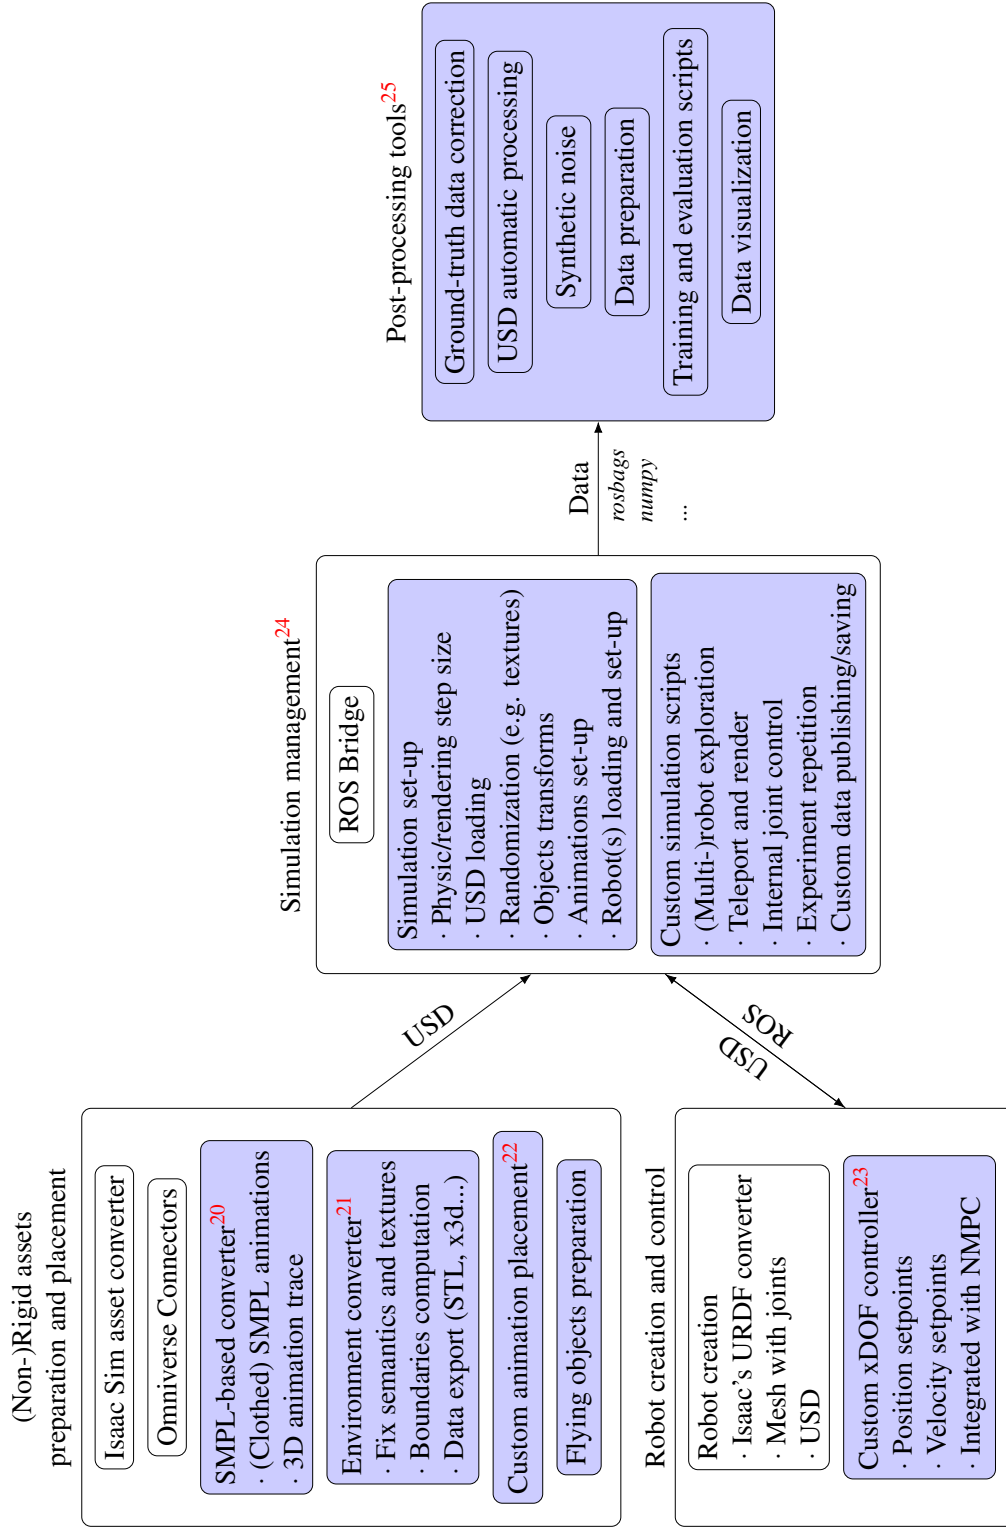 (Non-)Rigid assets
preparation and placement
Isaac Sim asset converter
Omniverse Connectors
SMPL-based converter20
· (Clothed) SMPL animations
· 3D animation trace
Environment converter21
· Fix semantics and textures
· Boundaries computation
· Data export (STL, x3d...)
Custom animation placement22
Flying objects preparation
Robot creation and control
Robot creation
· Isaac's URDF converter
· Mesh with joints
· USD
Custom xDOF controller23
· Position setpoints
· Velocity setpoints
· Integrated with NMPC
USD
USD
ROS
Simulation management24
ROS Bridge
Simulation set-up
· Physic/rendering step size
· USD loading
· Randomization (e.g. textures)
· Objects transforms
· Animations set-up
· Robot(s) loading and set-up
Custom simulation scripts
· (Multi-)robot exploration
· Teleport and render
· Internal joint control
· Experiment repetition
· Custom data publishing/saving
Data
rosbags
numpy
...
Post-processing tools25
Ground-truth data correction
USD automatic processing
Synthetic noise
Data preparation
Training and evaluation scripts
Data visualization